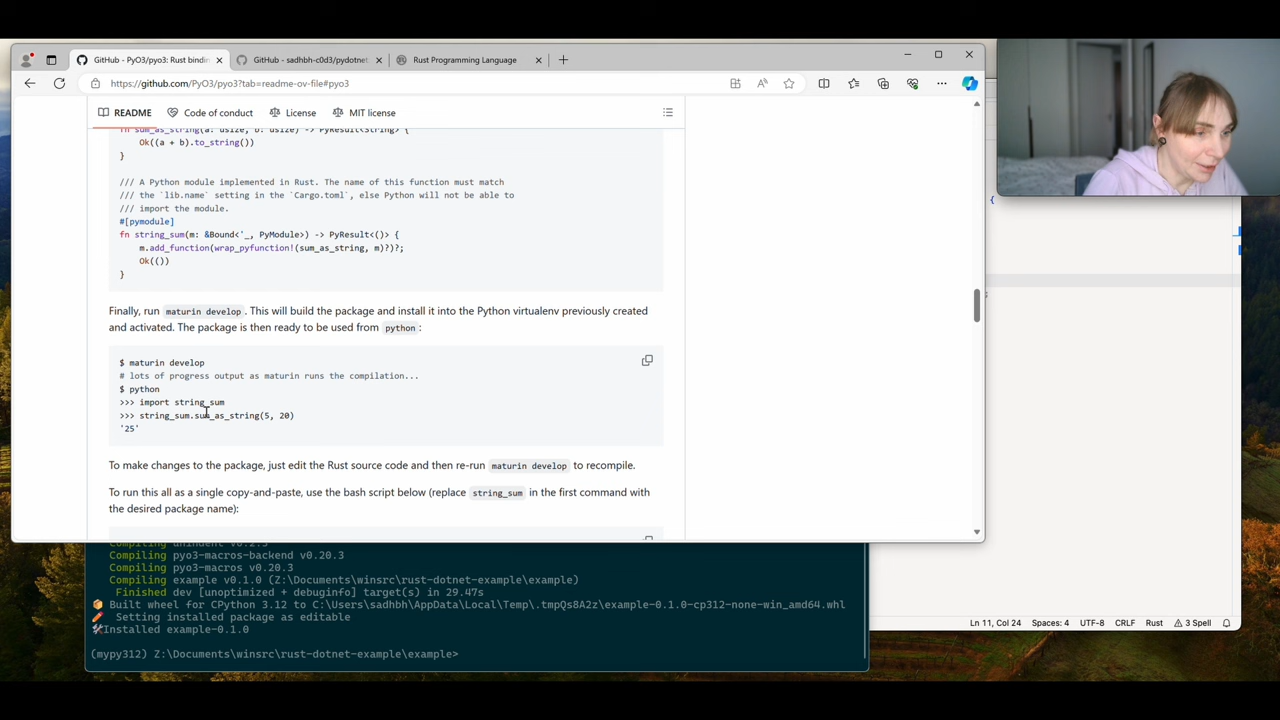 GitHub - PyO3/pyo3: Rust bindin
GitHub - sadhbh-c0d3/pydotnet
Rust Programming Language
https://github.com/PyO3/pyo3?tab=readme-ov-file#pyo3
README
Code of conduct
License
MIT license
fn sum_as_string(a: usize, b: usize) -> PyResult<String> {
Ok((a + b).to_string())
}
/// A Python module implemented in Rust. The name of this function must match
/// the `lib.name` setting in the `Cargo.toml`, else Python will not be able to
/// import the module.
#[pymodule]
fn string_sum(m: &Bound<'_, PyModule>) -> PyResult<()> {
m.add_function(wrap_pyfunction!(sum_as_string, m)?)?;
Ok(())
}
{
Finally, run maturin develop. This will build the package and install it into the Python virtualenv previously created
and activated. The package is then ready to be used from python:
$ maturin develop
# lots of progress output as maturin runs the compilation...
$ python
>>> import string_sum
>>> string_sum.sum_as_string(5, 20)
'25'
To make changes to the package, just edit the Rust source code and then re-run maturin develop to recompile.
To run this all as a single copy-and-paste, use the bash script below (replace string_sum in the first command with
the desired package name):
Compiling unindent v0.2.3
Compiling pyo3-macros-backend v0.20.3
Compiling pyo3-macros v0.20.3
Compiling example v0.1.0 (Z:\Documents\winsrc\rust-dotnet-example\example)
Finished dev [unoptimized + debuginfo] target(s) in 29.47s
Built wheel for CPython 3.12 to C:\Users\sadhbh\AppData\Local\Temp\.tmpQs8A2z\example-0.1.0-cp312-none-win_amd64.whl
Setting installed package as editable
Installed example-0.1.0
(mypy312) Z:\Documents\winsrc\rust-dotnet-example\example>
Ln 11, Col 24
Spaces: 4
UTF-8
CRLF
Rust
3 Spell